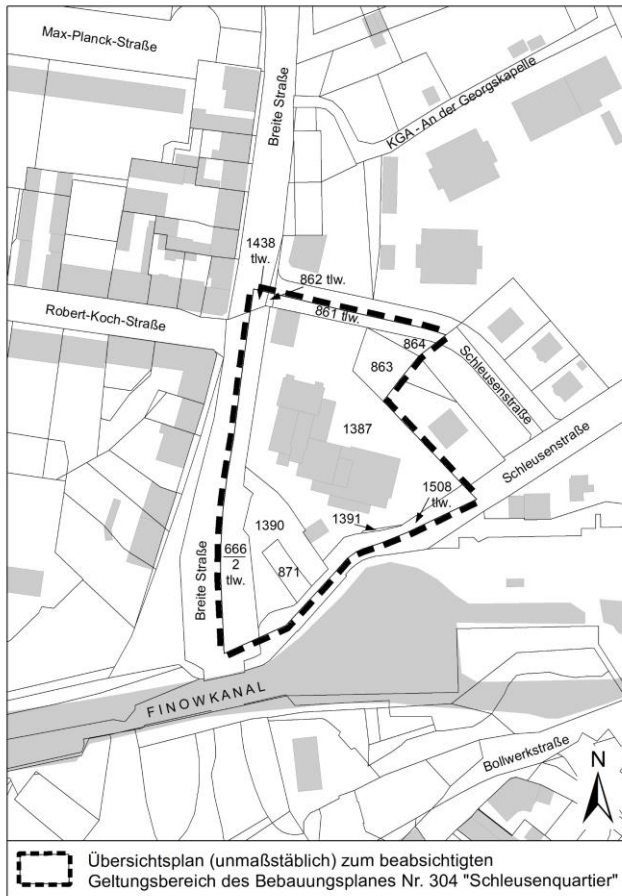 Max-Planck-Straße
Breite Straße
KGA - An der Georgskapelle
1438
tlw.
862 tlw.
861 tlw.
Robert-Koch-Straße
864
863
Schleusenstraße
1387
Schleusenstraße
1508
tlw.
1391
1390
666
2
tlw.
871
Breite Straße
FINOWKANAL
Bollwerkstraße
N
Übersichtsplan (unmaßstäblich) zum beabsichtigten
Geltungsbereich des Bebauungsplanes Nr. 304 "Schleusenquartier"